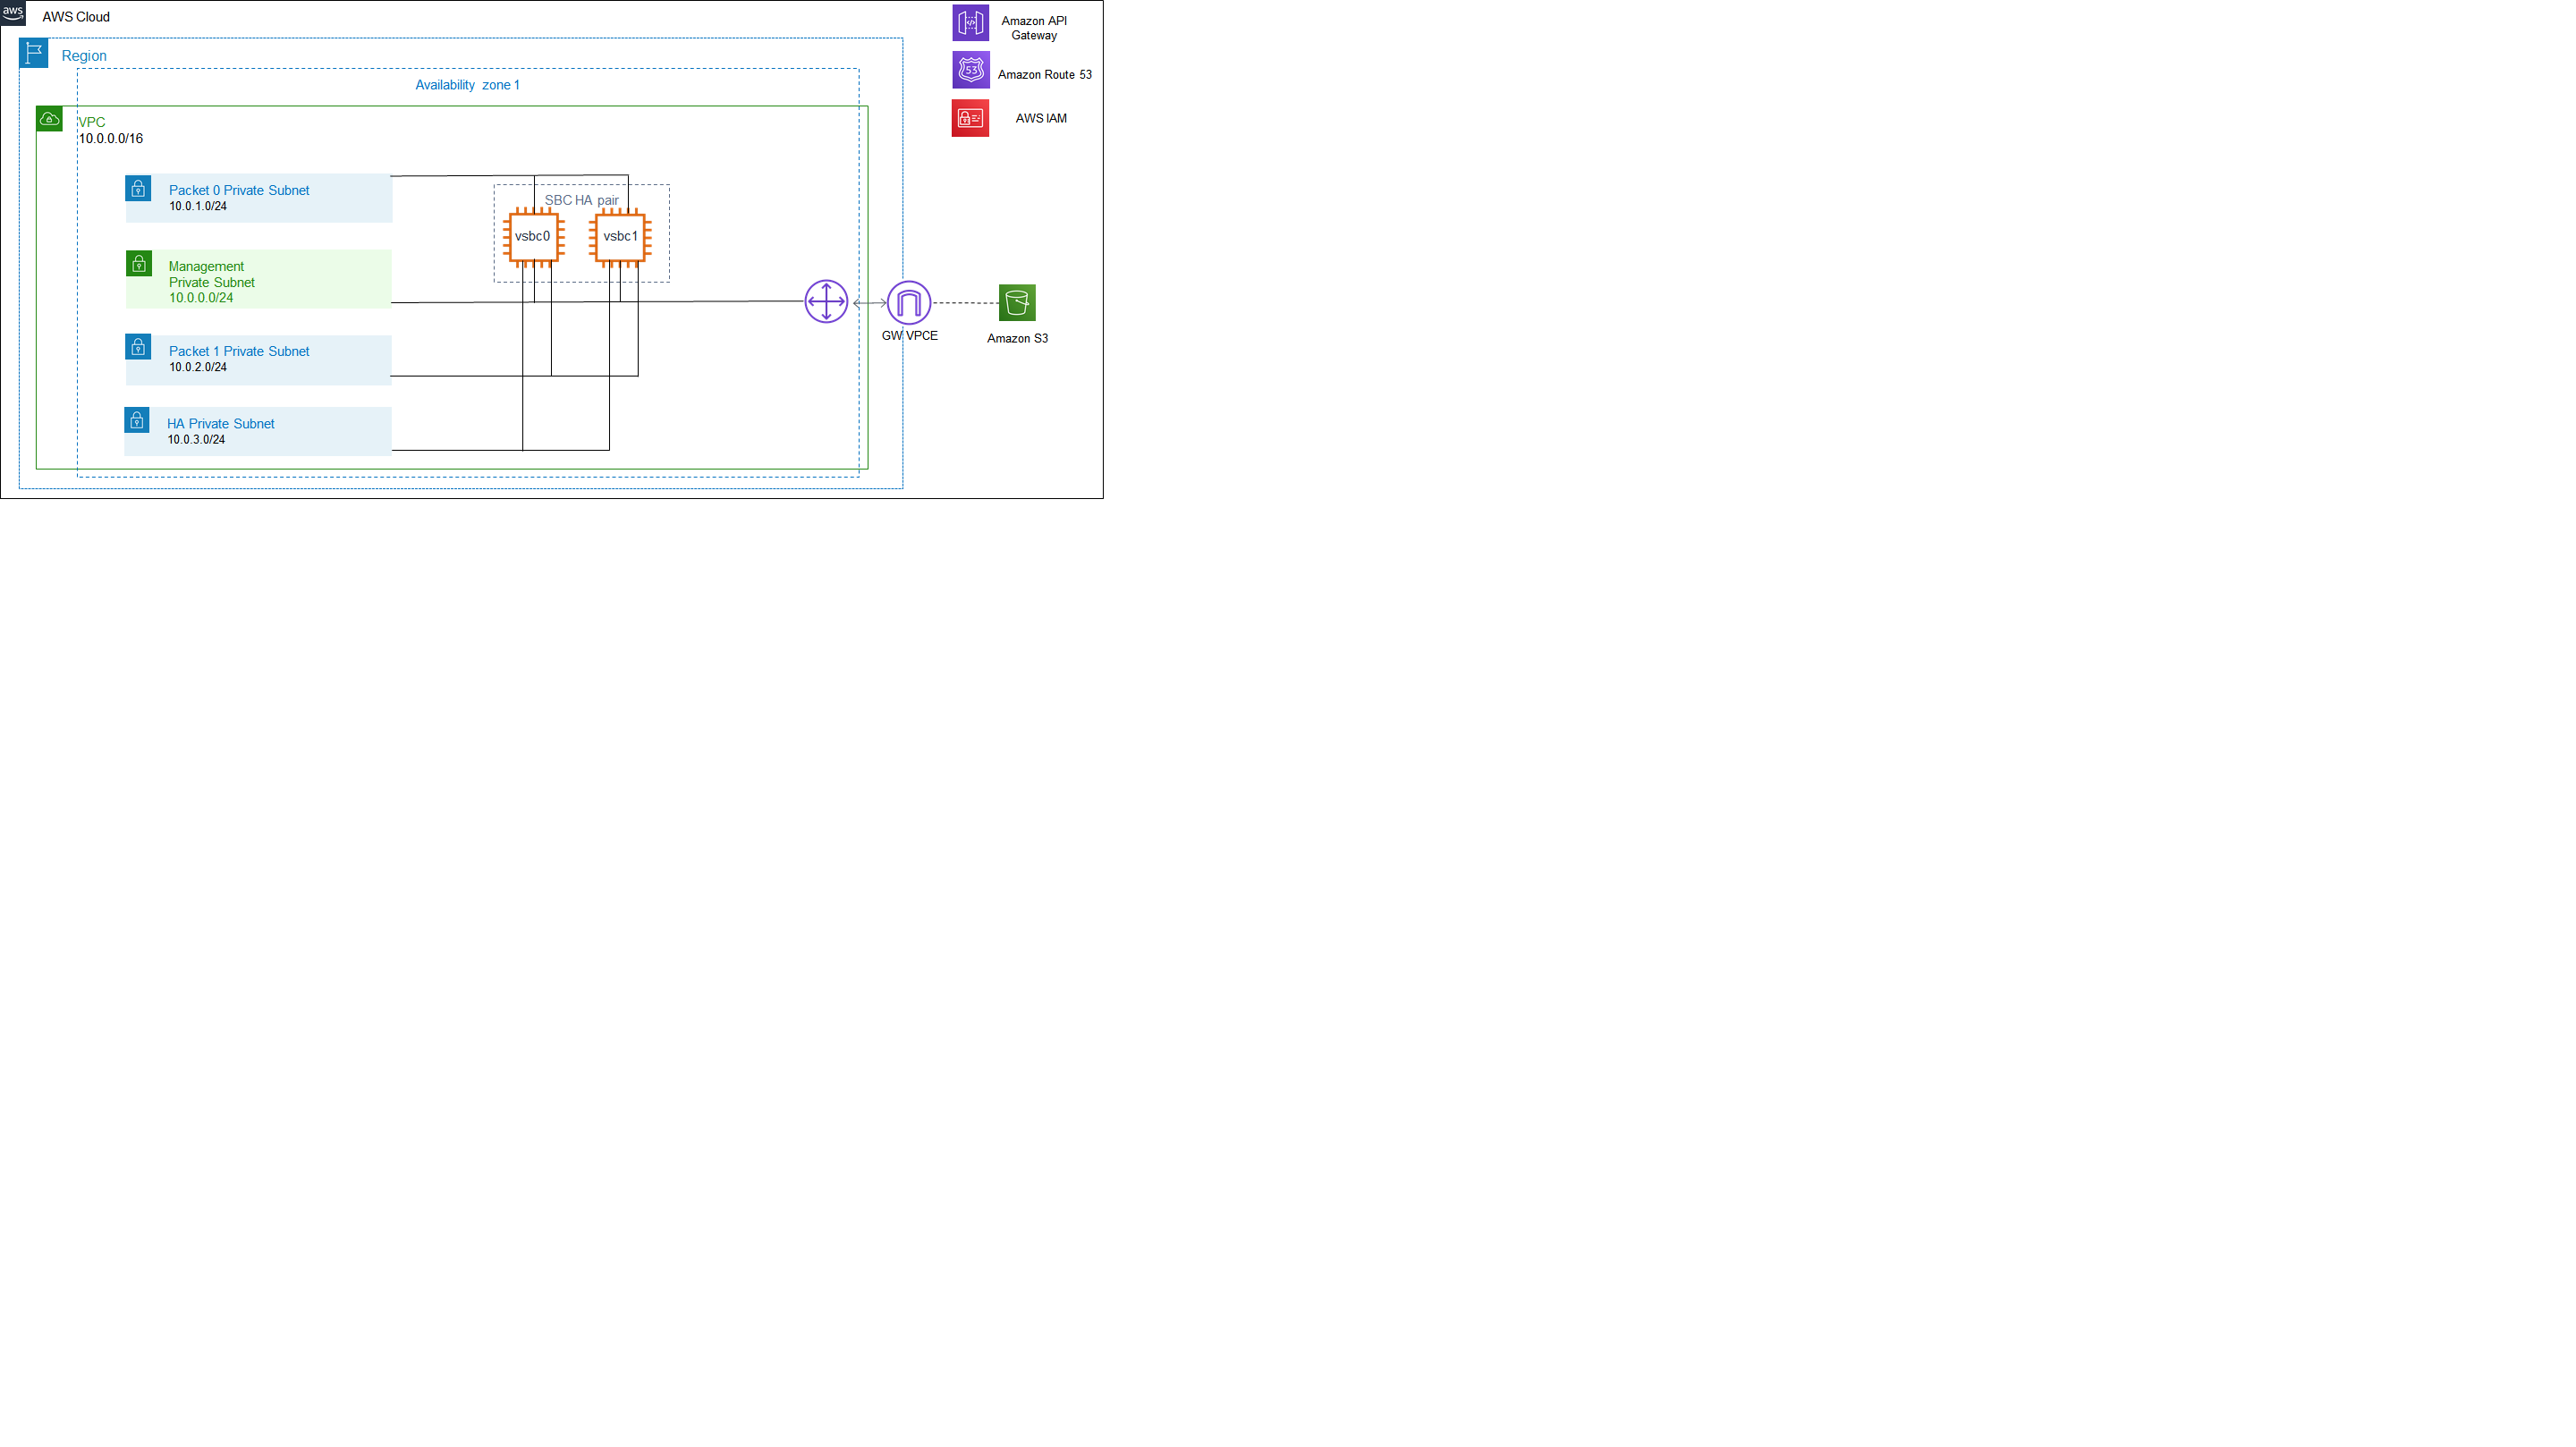 aws
AWS Cloud
Region
Availability zone 1
VPC
10.0.0.0/16
Packet 0 Private Subnet
10.0.1.0/24
Management
Private Subnet
10.0.0.0/24
Packet 1 Private Subnet
10.0.2.0/24
HA Private Subnet
10.0.3.0/24
SBC HA pair
vsbc0
vsbc1
GW VPCE
Amazon S3
Amazon API
Gateway
53
Amazon Route 53
AWS IAM